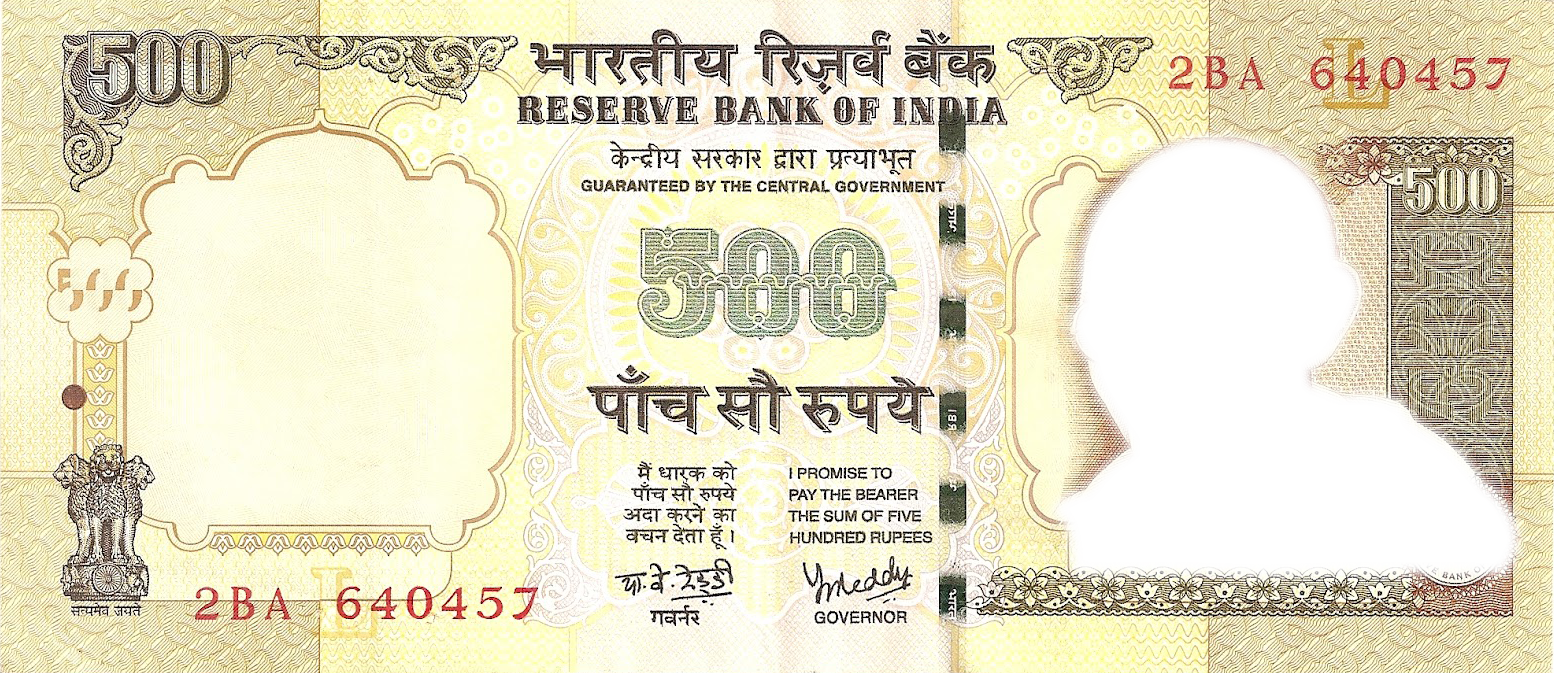 500
भारतीय रिज़र्व बैंक
RESERVE BANK OF INDIA
2BA 640457
L
केन्द्रीय सरकार द्वारा प्रत्याभूत
GUARANTEED BY THE CENTRAL GOVERNMENT
500
500
पाँच सौ रुपये
RBI
मैं धारक को
पाँच सौ रुपये
अदा करने का
वचन देता हूँ।
I PROMISE TO
PAY THE BEARER
THE SUM OF FIVE
HUNDRED RUPEES
गवर्नर
GOVERNOR
सत्यमेव जयते
2BA 640457
L
BANK